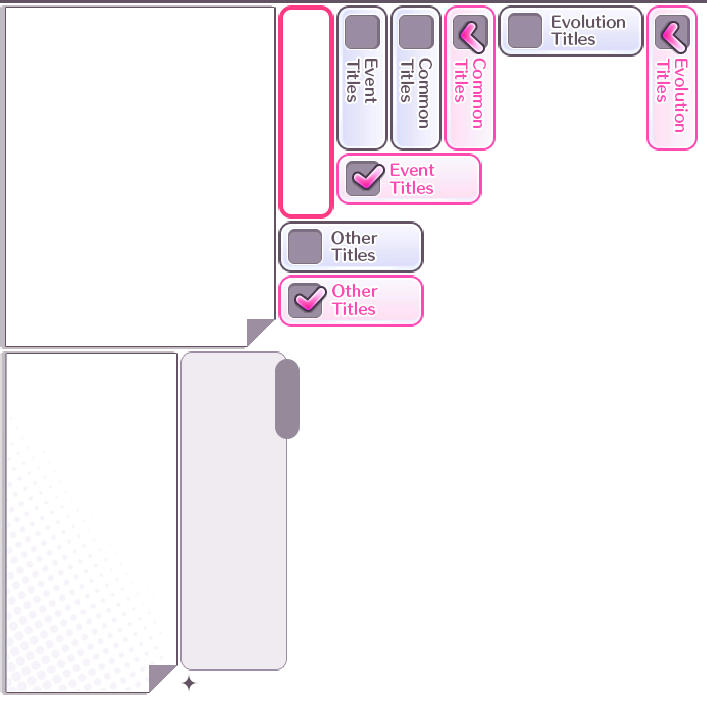 Event
Titles
Common
Titles
Common
Titles
Evolution
Titles
Evolution
Titles
Event
Titles
Other
Titles
Other
Titles